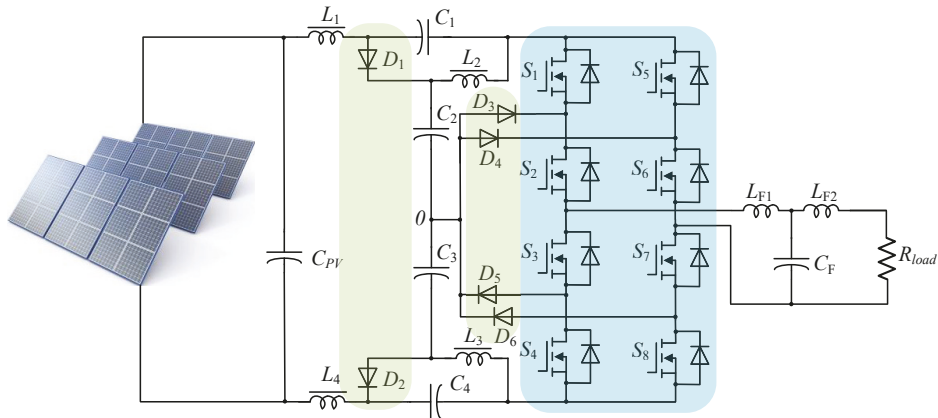 L1
C1
D1
L2
S1
S5
D3
C2
D4
S2
S6
LF1
LF2
0
CPV
C3
S3
S7
CF
Rload
D5
D6
L3
S4
S8
L4
D2
C4